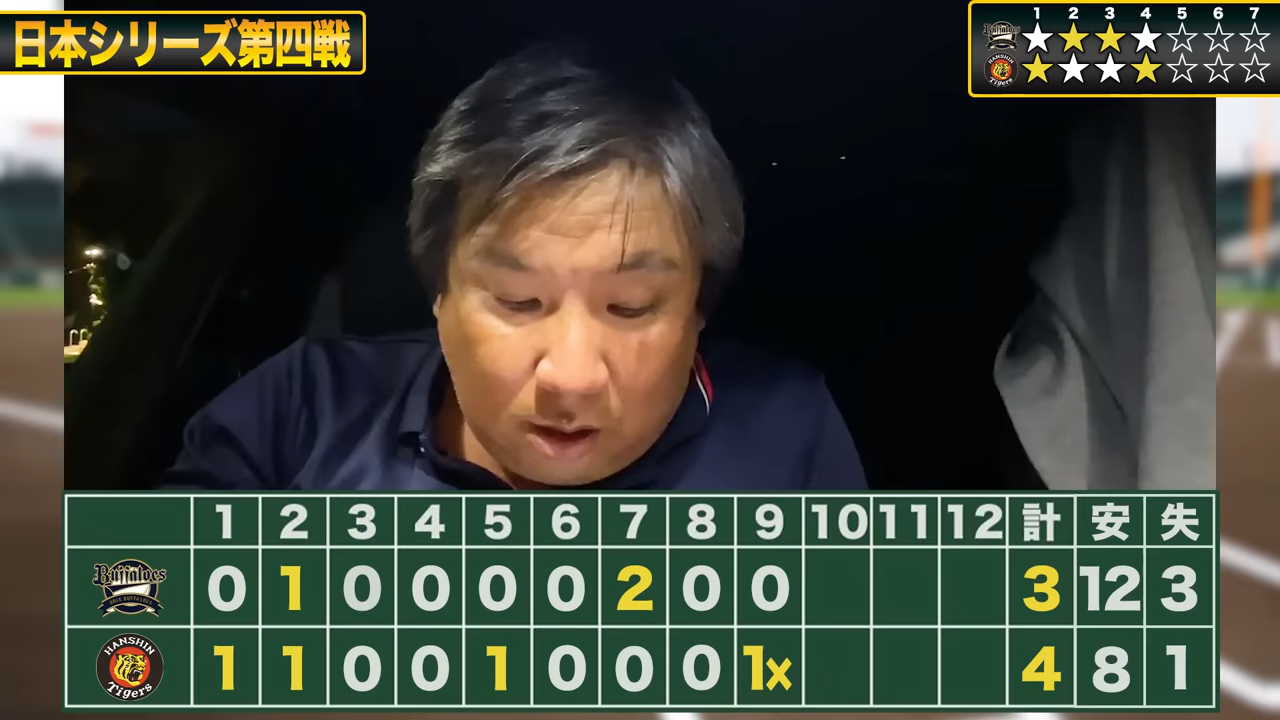 日本シリーズ第四戦
1 2 3 4 5 6 7
Buffaloes
HANSHIN Tigers
1 2 3 4 5 6 7 8 9 10 11 12 計 安 失
Buffaloes 0 1 0 0 0 0 2 0 0 3 12 3
ORIX BUFFALOES
HANSHIN
Tigers 1 1 0 0 1 0 0 0 1x 4 8 1